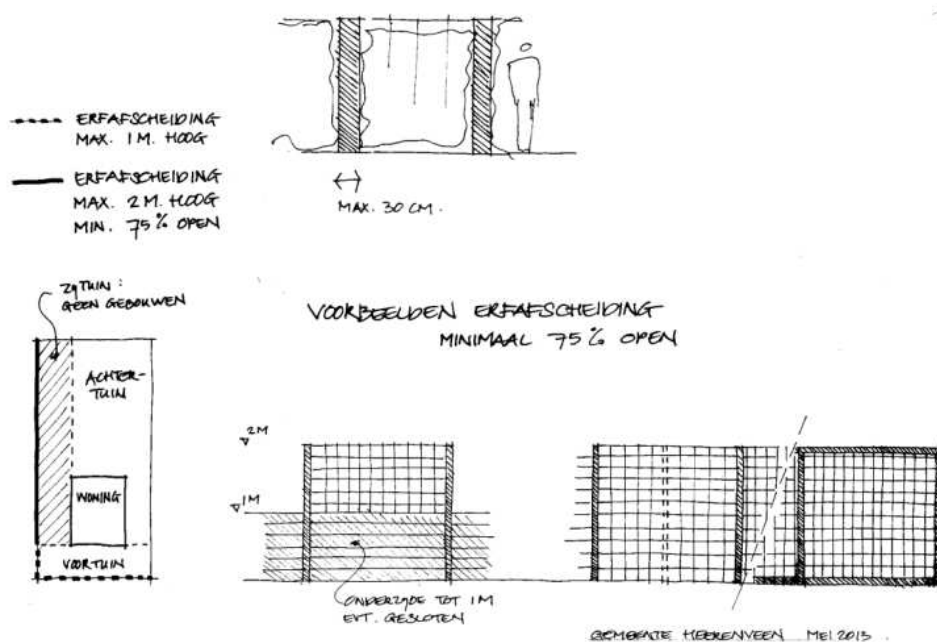 ERFAFSCHEIDING
MAX. 1 M. HOOG
ERFAFSCHEIDING
MAX. 2 M. HOOG
MIN. 75% OPEN
MAX. 30 CM.
ZIJTUIN:
GEEN GEBOUWEN
VOORBEELDEN ERFAFSCHEIDING
MINIMAAL 75% OPEN
ACHTER-
TUIN
WONING
VOORTUIN
2M
1M
ONDERZIJDE TOT 1M
EVT. GESLOTEN
GEMEENTE HEERENVEEN MEI 2013